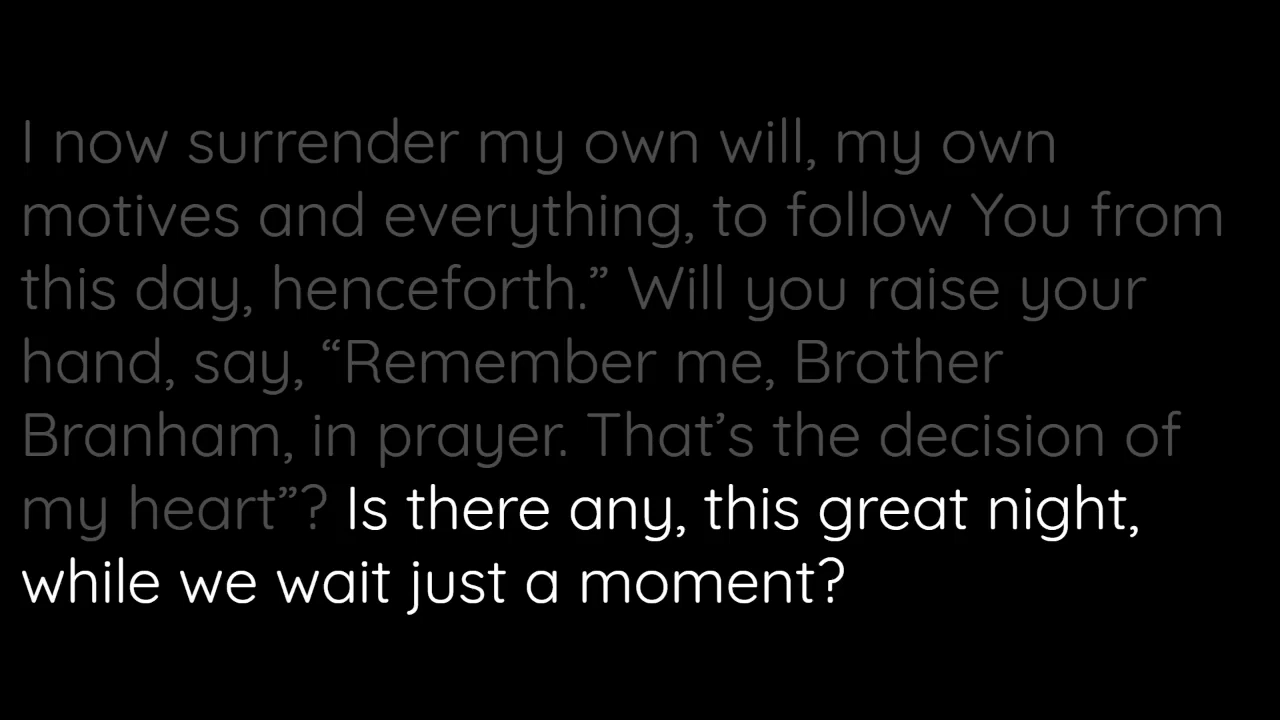 I now surrender my own will, my own
motives and everything, to follow You from
this day, henceforth.” Will you raise your
hand, say, “Remember me, Brother
Branham, in prayer. That’s the decision of
my heart”? Is there any, this great night,
while we wait just a moment?